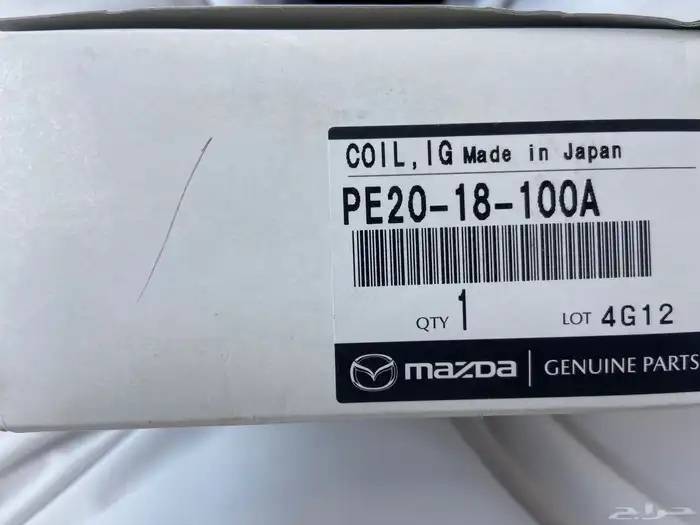 COIL, IG Made in Japan
PE20-18-100A
QTY 1 LOT 4G12
mazda GENUINE PARTS
حراج